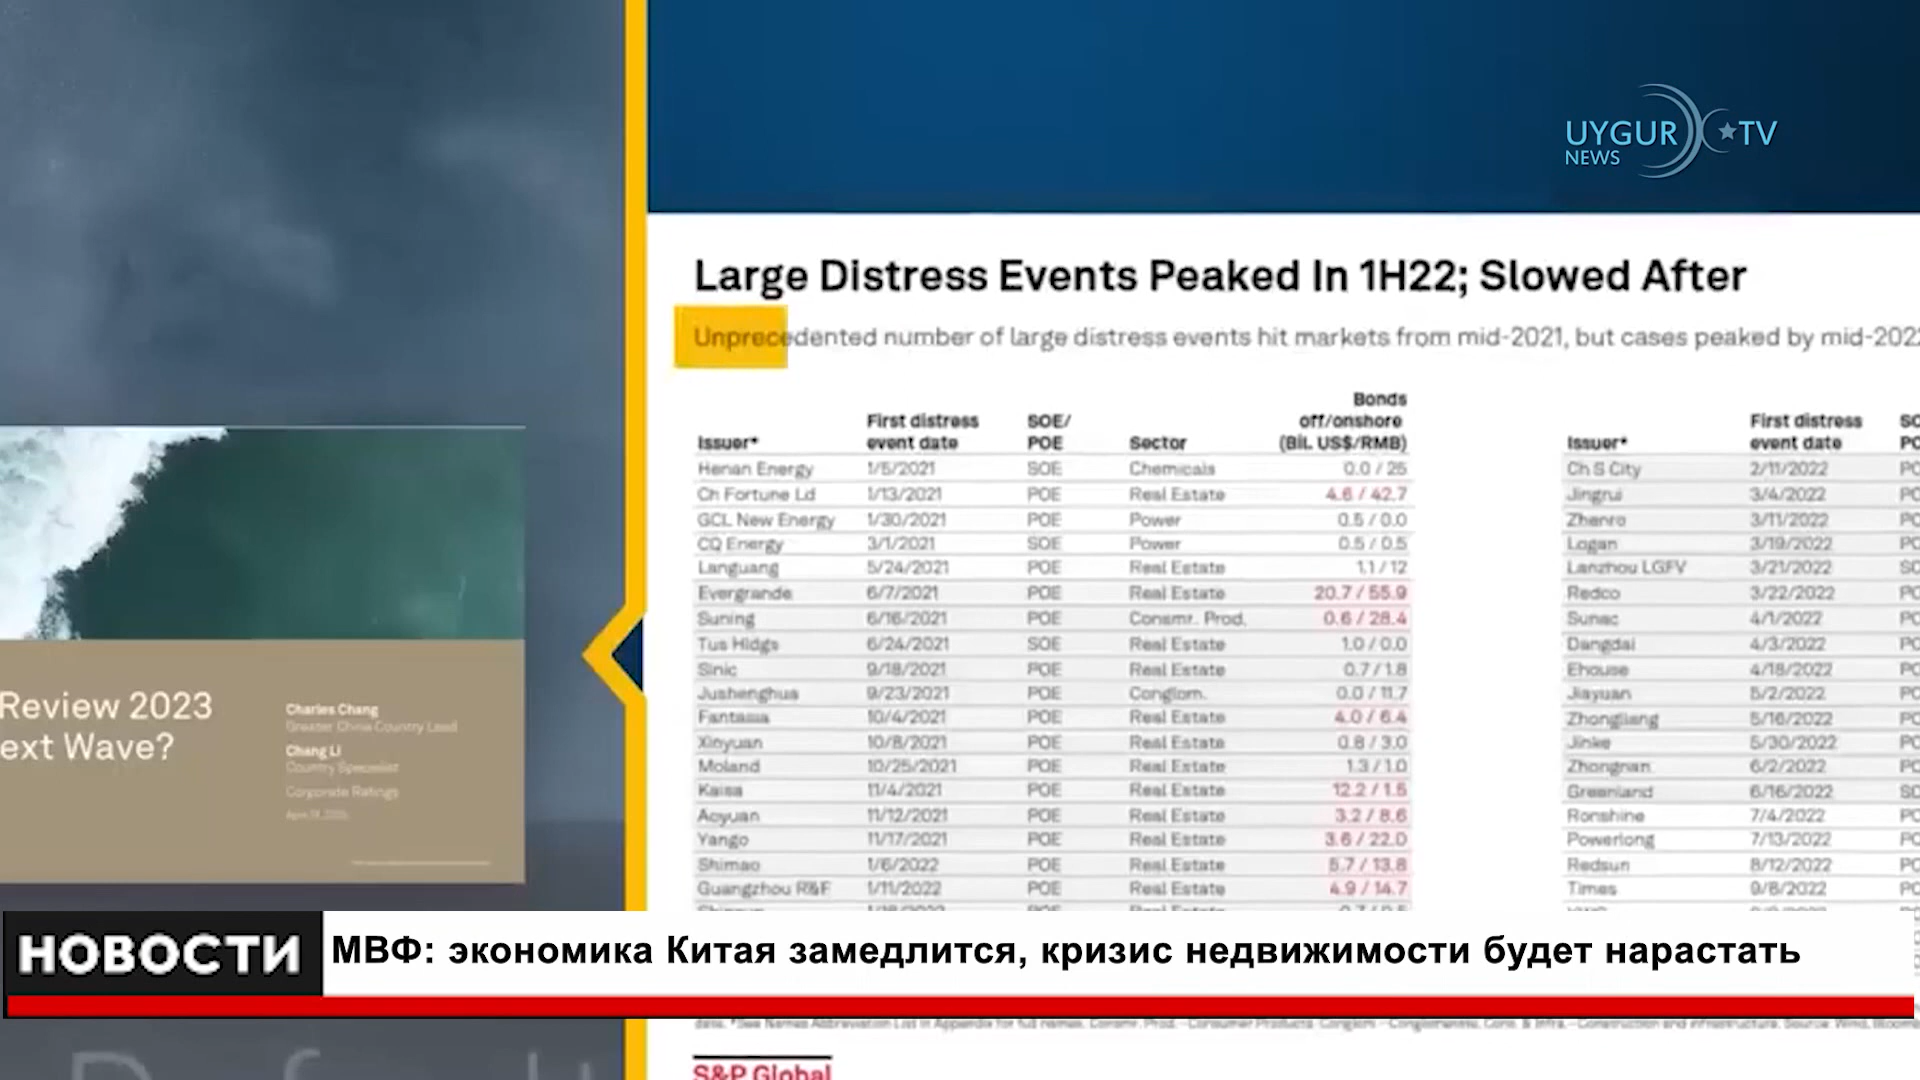 UYGUR TV
NEWS
Large Distress Events Peaked In 1H22; Slowed After
Unprecedented number of large distress events hit markets from mid-2021, but cases peaked by mid-202
Issuer* First distress event date SOE/ POE Sector Bonds off/onshore (Bil. US$/RMB)
Henan Energy 1/5/2021 SOE Chemicals 0.0 / 25
Ch Fortune Ld 1/13/2021 POE Real Estate 4.6 / 42.7
GCL New Energy 1/30/2021 POE Power 0.5 / 0.0
CQ Energy 3/1/2021 SOE Power 0.5 / 0.5
Languang 5/24/2021 POE Real Estate 1.1 / 12
Evergrande 6/7/2021 POE Real Estate 20.7 / 55.9
Suning 6/16/2021 POE Consmr. Prod. 0.6 / 28.4
Tus Hldgs 6/24/2021 SOE Real Estate 1.0 / 0.0
Sinic 9/18/2021 POE Real Estate 0.7 / 1.8
Jushenghua 9/23/2021 POE Conglom. 0.0 / 11.7
Fantasia 10/4/2021 POE Real Estate 4.0 / 6.4
Xinyuan 10/8/2021 POE Real Estate 0.8 / 3.0
Moland 10/25/2021 POE Real Estate 1.3 / 1.0
Kaisa 11/4/2021 POE Real Estate 12.2 / 1.5
Aoyuan 11/12/2021 POE Real Estate 3.2 / 8.6
Yango 11/17/2021 POE Real Estate 3.6 / 22.0
Shimao 1/6/2022 POE Real Estate 5.7 / 13.8
Guangzhou R&F 1/11/2022 POE Real Estate 4.9 / 14.7
Issuer* First distress event date
Ch S City 2/11/2022
Jingrui 3/4/2022
Zhenro 3/11/2022
Logan 3/19/2022
Lanzhou LGFV 3/21/2022
Redco 3/22/2022
Sunac 4/1/2022
Dangdai 4/3/2022
Ehouse 4/18/2022
Jiayuan 5/2/2022
Zhongliang 5/16/2022
Jinke 5/30/2022
Zhongnan 6/2/2022
Greenland 6/16/2022
Ronshine 7/4/2022
Powerlong 7/13/2022
Redsun 8/12/2022
Times 9/8/2022
Review 2023
ext Wave?
Charles Chang
Greater China Country Lead
Chang Li
Country Specialist
Corporate Ratings
НОВОСТИ
МВФ: экономика Китая замедлится, кризис недвижимости будет нарастать
S&P Global